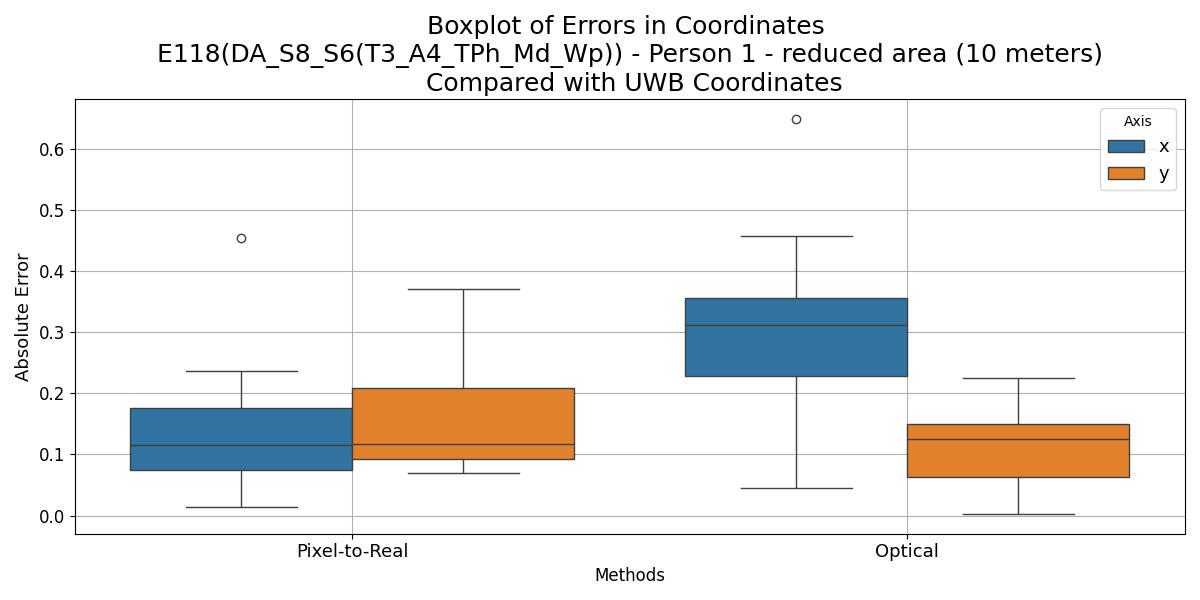 Boxplot of Errors in Coordinates
E118(DA_S8_S6(T3_A4_TPh_Md_Wp)) - Person 1 - reduced area (10 meters)
Compared with UWB Coordinates
Axis
x
y
Absolute Error
0.6
0.5
0.4
0.3
0.2
0.1
0.0
Pixel-to-Real
Optical
Methods